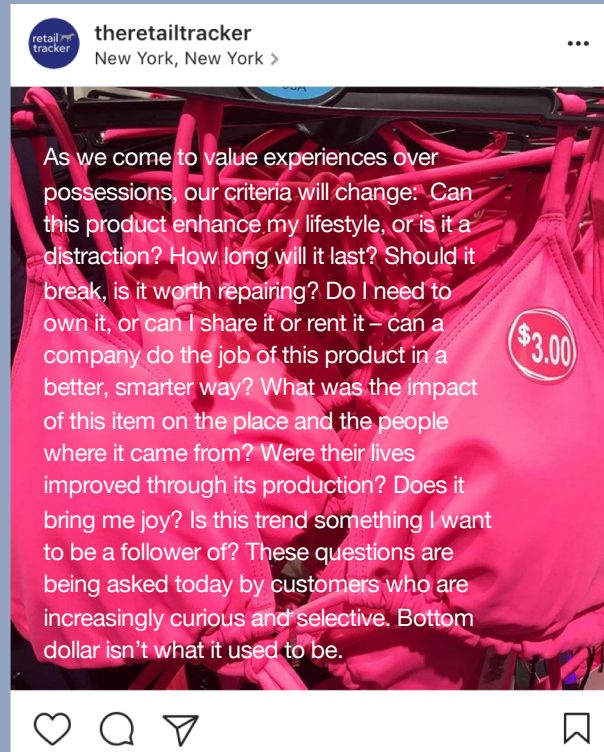 retail
tracker
theretailtracker
New York, New York >
USA
As we come to value experiences over
possessions, our criteria will change:  Can
this product enhance my lifestyle, or is it a
distraction? How long will it last? Should it
break, is it worth repairing? Do I need to
own it, or can I share it or rent it – can a
company do the job of this product in a
better, smarter way? What was the impact
of this item on the place and the people
where it came from? Were their lives
improved through its production? Does it
bring me joy? Is this trend something I want
to be a follower of? These questions are
being asked today by customers who are
increasingly curious and selective. Bottom
dollar isn’t what it used to be.
$3.00